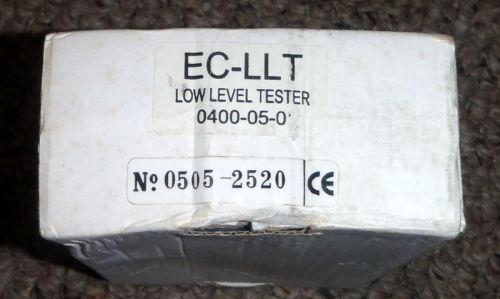 EC-LLT
LOW LEVEL TESTER
0400-05-0
№ 0505-2520 CE